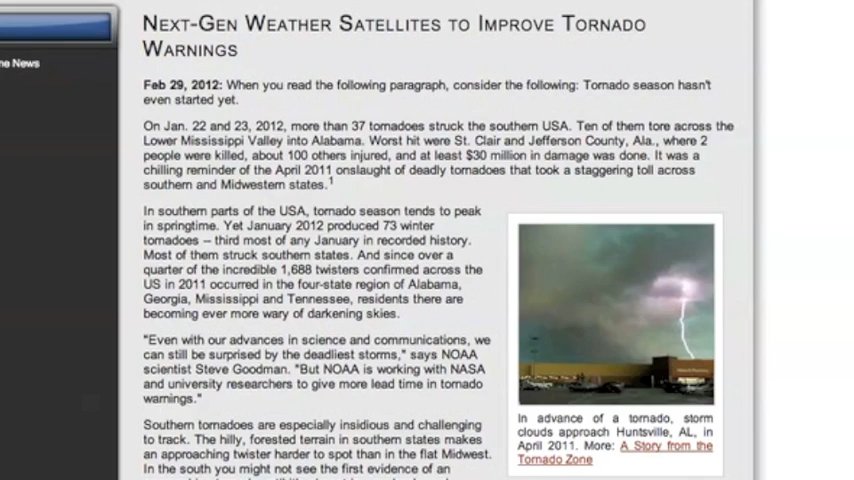 NEXT-GEN WEATHER SATELLITES TO IMPROVE TORNADO
WARNINGS
he News
Feb 29, 2012: When you read the following paragraph, consider the following: Tornado season hasn't
even started yet.
On Jan. 22 and 23, 2012, more than 37 tornadoes struck the southern USA. Ten of them tore across the
Lower Mississippi Valley into Alabama. Worst hit were St. Clair and Jefferson County, Ala., where 2
people were killed, about 100 others injured, and at least $30 million in damage was done. It was a
chilling reminder of the April 2011 onslaught of deadly tornadoes that took a staggering toll across
southern and Midwestern states.1
In southern parts of the USA, tornado season tends to peak
in springtime. Yet January 2012 produced 73 winter
tornadoes – third most of any January in recorded history.
Most of them struck southern states. And since over a
quarter of the incredible 1,688 twisters confirmed across the
US in 2011 occurred in the four-state region of Alabama,
Georgia, Mississippi and Tennessee, residents there are
becoming ever more wary of darkening skies.
"Even with our advances in science and communications, we
can still be surprised by the deadliest storms," says NOAA
scientist Steve Goodman. "But NOAA is working with NASA
and university researchers to give more lead time in tornado
warnings."
Southern tornadoes are especially insidious and challenging
to track. The hilly, forested terrain in southern states makes
an approaching twister harder to spot than in the flat Midwest.
In the south you might not see the first evidence of an
In advance of a tornado, storm
clouds approach Huntsville, AL, in
April 2011. More: A Story from the
Tornado Zone